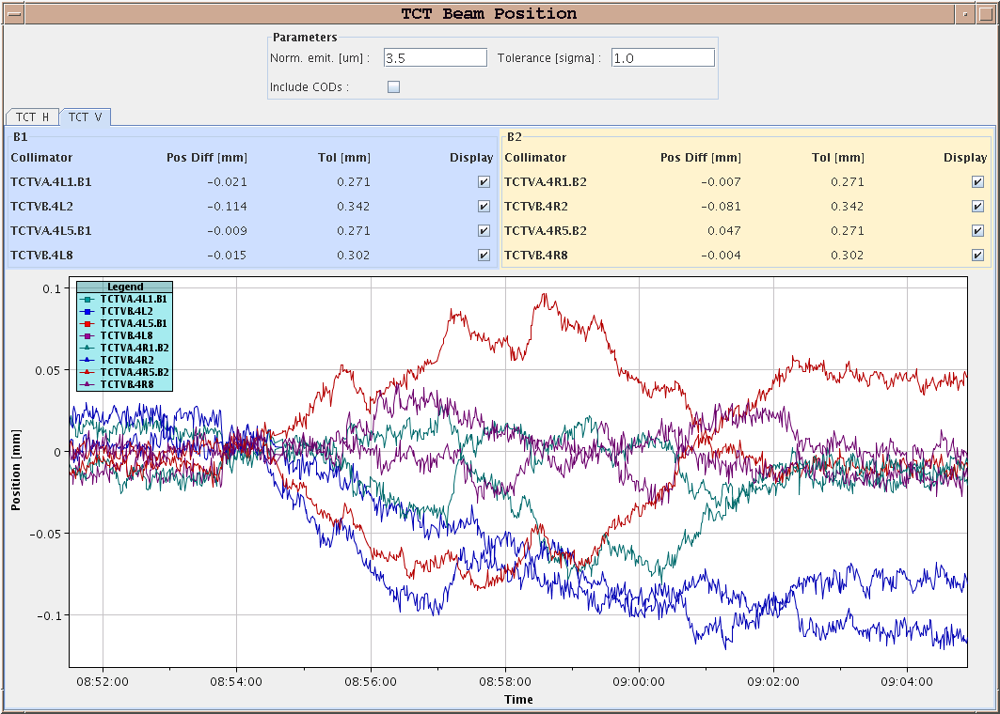 TCT Beam Position
Parameters
Norm. emit. [um] : 3.5 Tolerance [sigma] : 1.0
Include CODs :
TCT H TCT V
B1
Collimator Pos Diff [mm] Tol [mm] Display
TCTVA.4L1.B1 -0.021 0.271
TCTVB.4L2 -0.114 0.342
TCTVA.4L5.B1 -0.009 0.271
TCTVB.4L8 -0.015 0.302
B2
Collimator Pos Diff [mm] Tol [mm] Display
TCTVA.4R1.B2 -0.007 0.271
TCTVB.4R2 -0.081 0.342
TCTVA.4R5.B2 0.047 0.271
TCTVB.4R8 -0.004 0.302
Legend
TCTVA.4L1.B1
TCTVB.4L2
TCTVA.4L5.B1
TCTVB.4L8
TCTVA.4R1.B2
TCTVB.4R2
TCTVA.4R5.B2
TCTVB.4R8
0.1
0.05
0
-0.05
-0.1
Position [mm]
08:52:00 08:54:00 08:56:00 08:58:00 09:00:00 09:02:00 09:04:00
Time